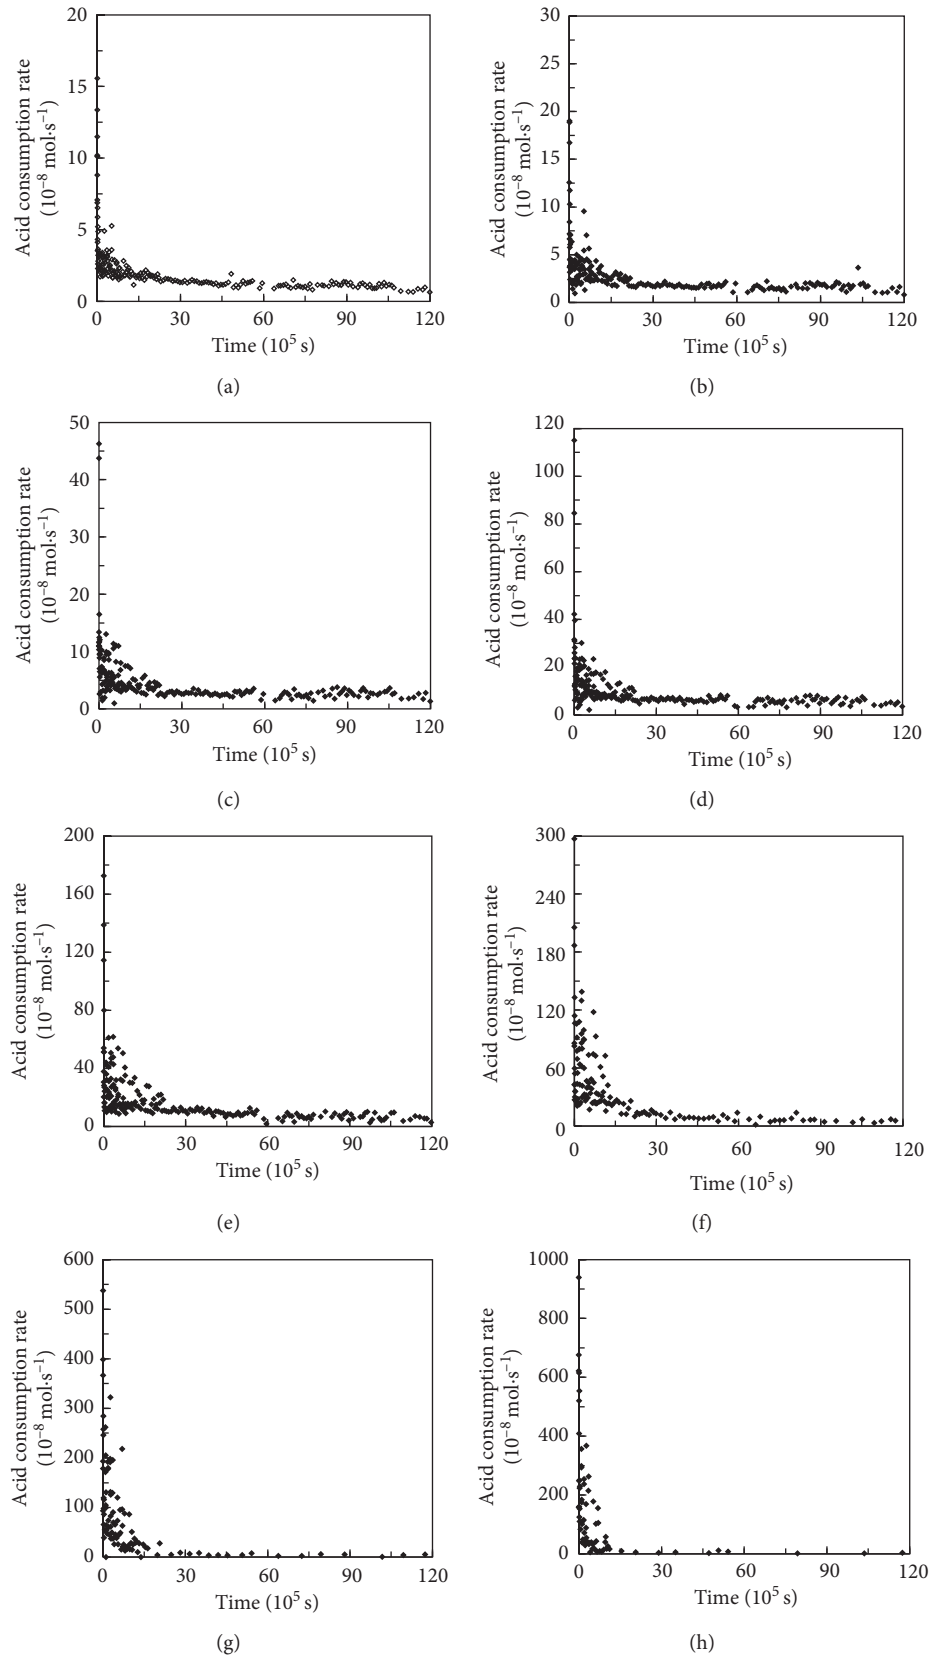 20
15
10
5
0
Acid consumption rate
(10⁻⁸ mol·s⁻¹)
0 30 60 90 120
Time (10⁵ s)
(a)
30
25
20
15
10
5
0
Acid consumption rate
(10⁻⁸ mol·s⁻¹)
0 30 60 90 120
Time (10⁵ s)
(b)
50
40
30
20
10
0
Acid consumption rate
(10⁻⁸ mol·s⁻¹)
0 30 60 90 120
Time (10⁵ s)
(c)
120
100
80
60
40
20
0
Acid consumption rate
(10⁻⁸ mol·s⁻¹)
0 30 60 90 120
Time (10⁵ s)
(d)
200
160
120
80
40
0
Acid consumption rate
(10⁻⁸ mol·s⁻¹)
0 30 60 90 120
Time (10⁵ s)
(e)
300
240
180
120
60
0
Acid consumption rate
(10⁻⁸ mol·s⁻¹)
0 30 60 90 120
Time (10⁵ s)
(f)
600
500
400
300
200
100
0
Acid consumption rate
(10⁻⁸ mol·s⁻¹)
0 30 60 90 120
Time (10⁵ s)
(g)
1000
800
600
400
200
0
Acid consumption rate
(10⁻⁸ mol·s⁻¹)
0 30 60 90 120
Time (10⁵ s)
(h)